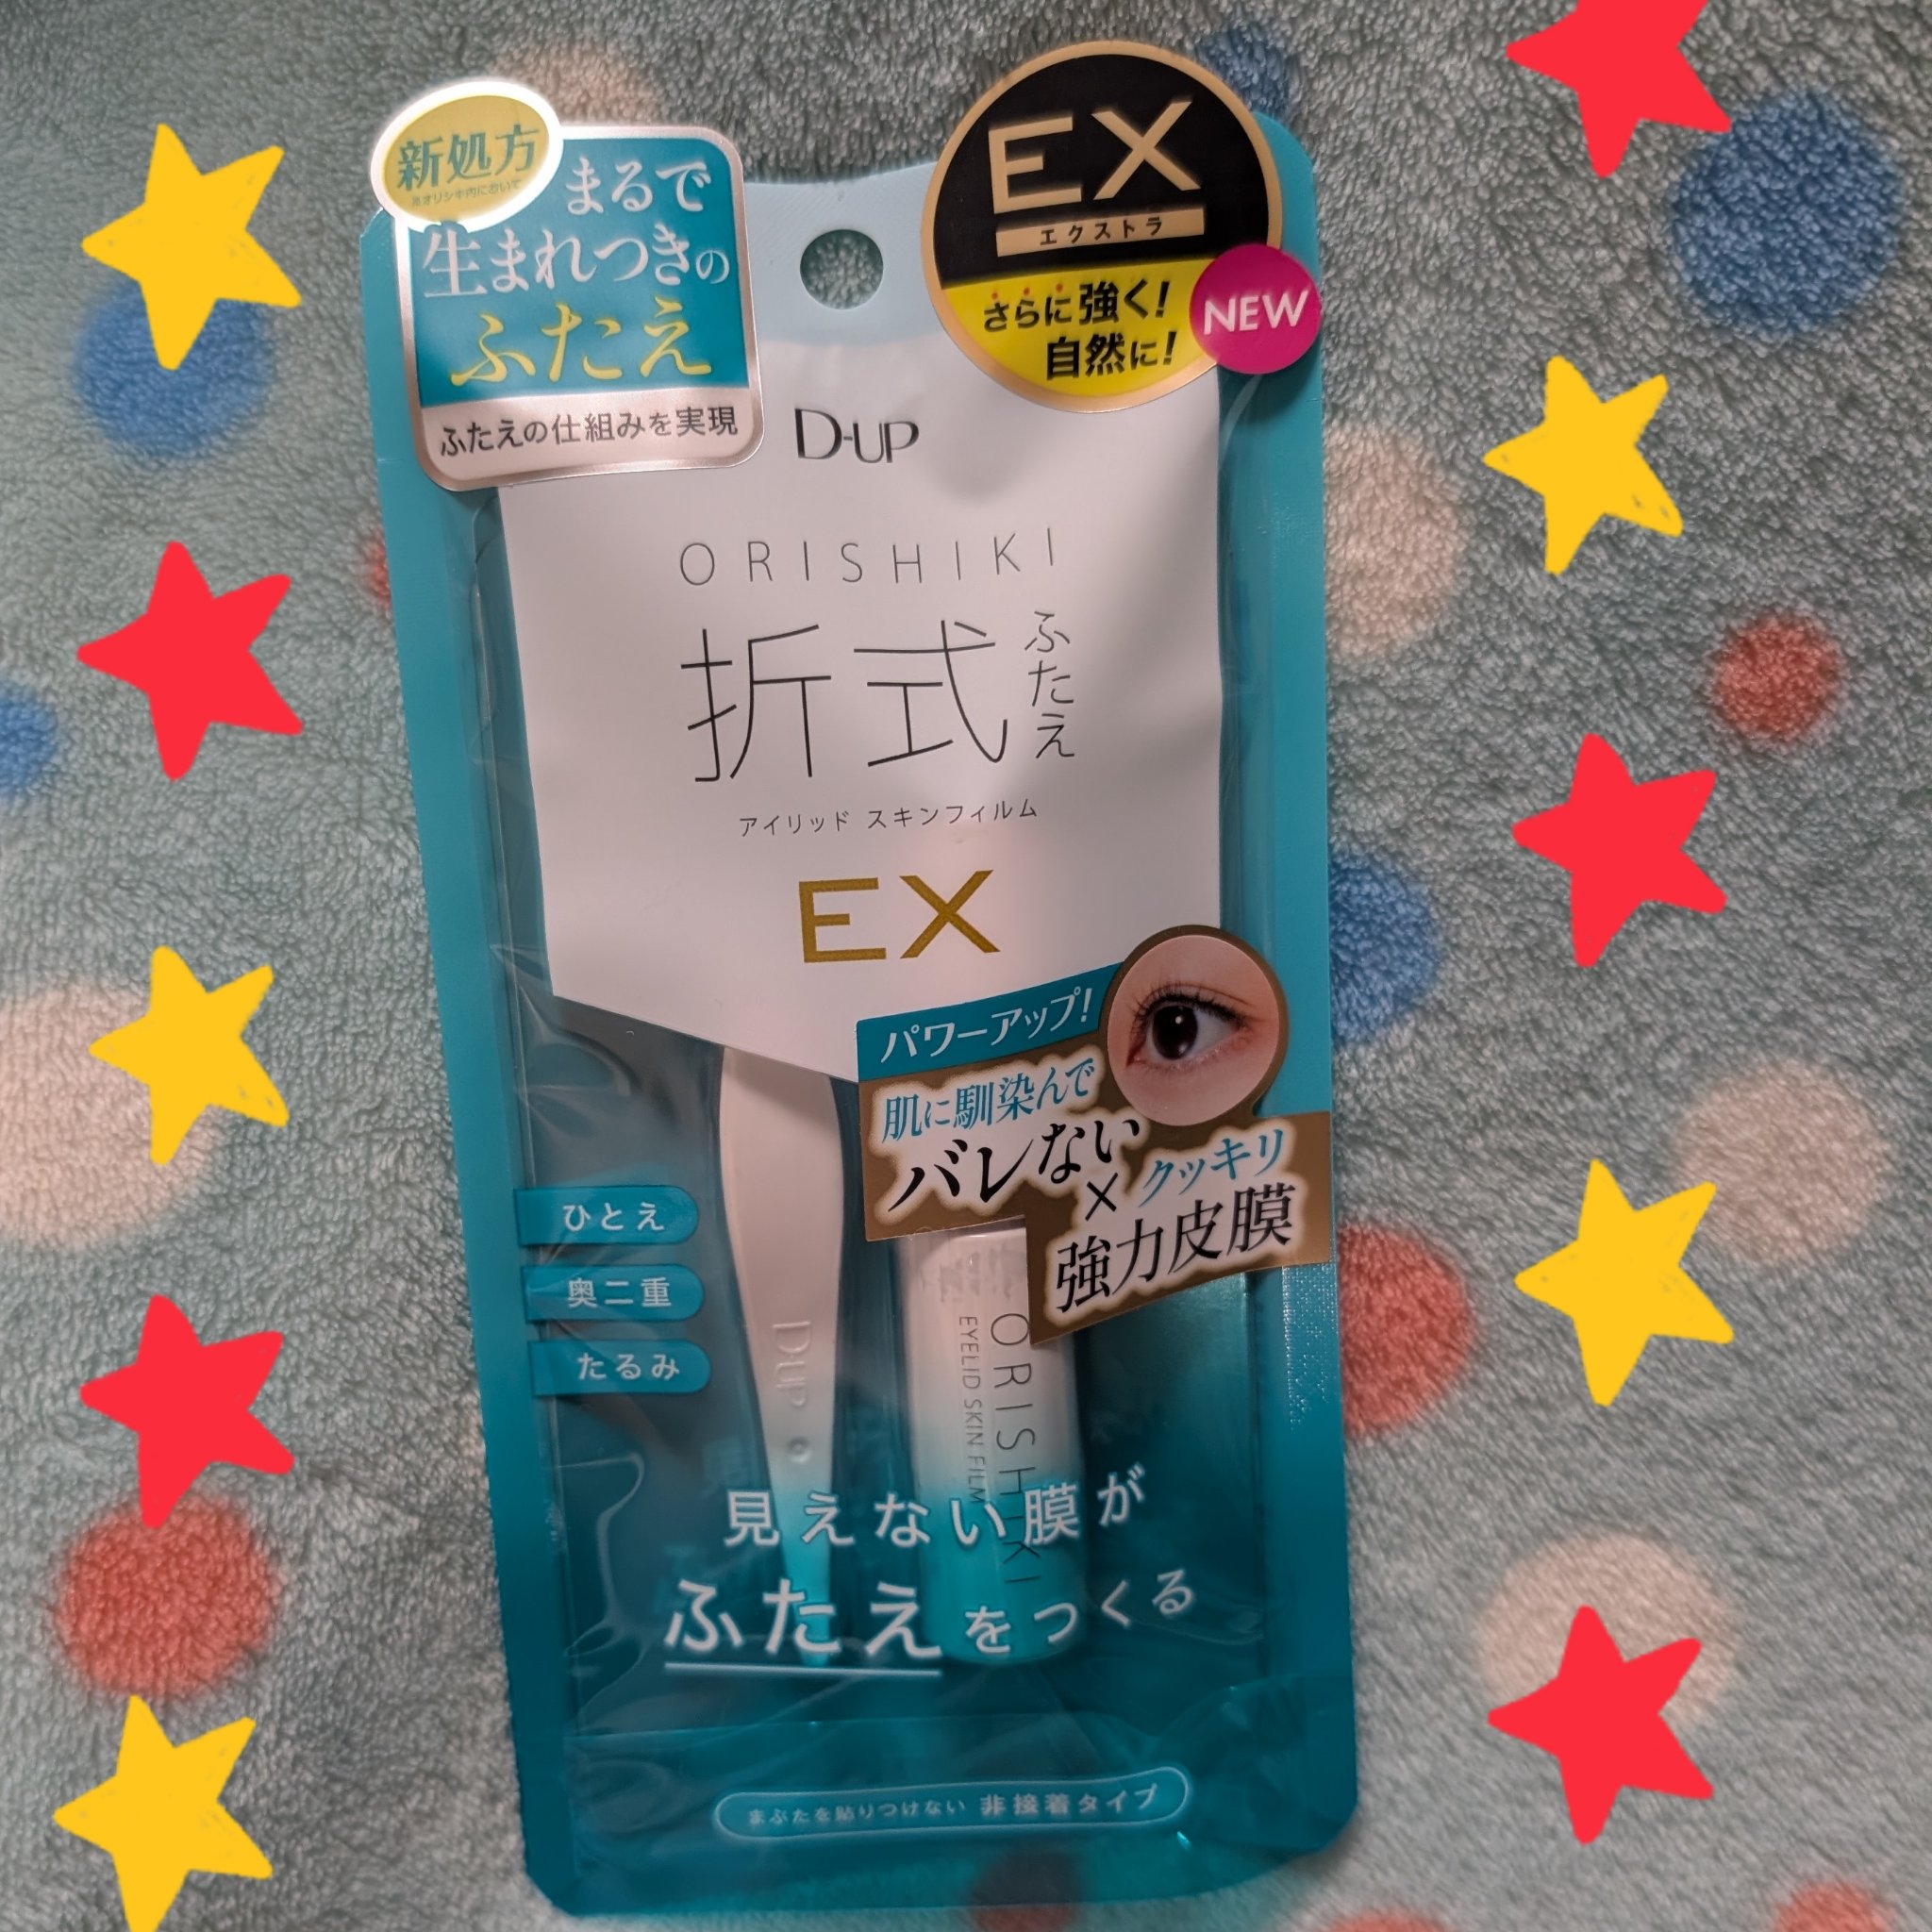 新処方
※オリシキ内において
まるで
生まれつきの
ふたえ
ふたえの仕組みを実現
EX
エクストラ
さらに強く!
自然に!
NEW
D-UP
ORISHIKI
折式
ふたえ
アイリッド スキンフィルム
EX
パワーアップ!
肌に馴染んで
バレない
×
クッキリ
強力皮膜
ひとえ
奥二重
たるみ
D-UP
ORISHIKI
EYELID SKIN FILM
見えない膜が
ふたえをつくる
まぶたを貼りつけない 非接着タイプ